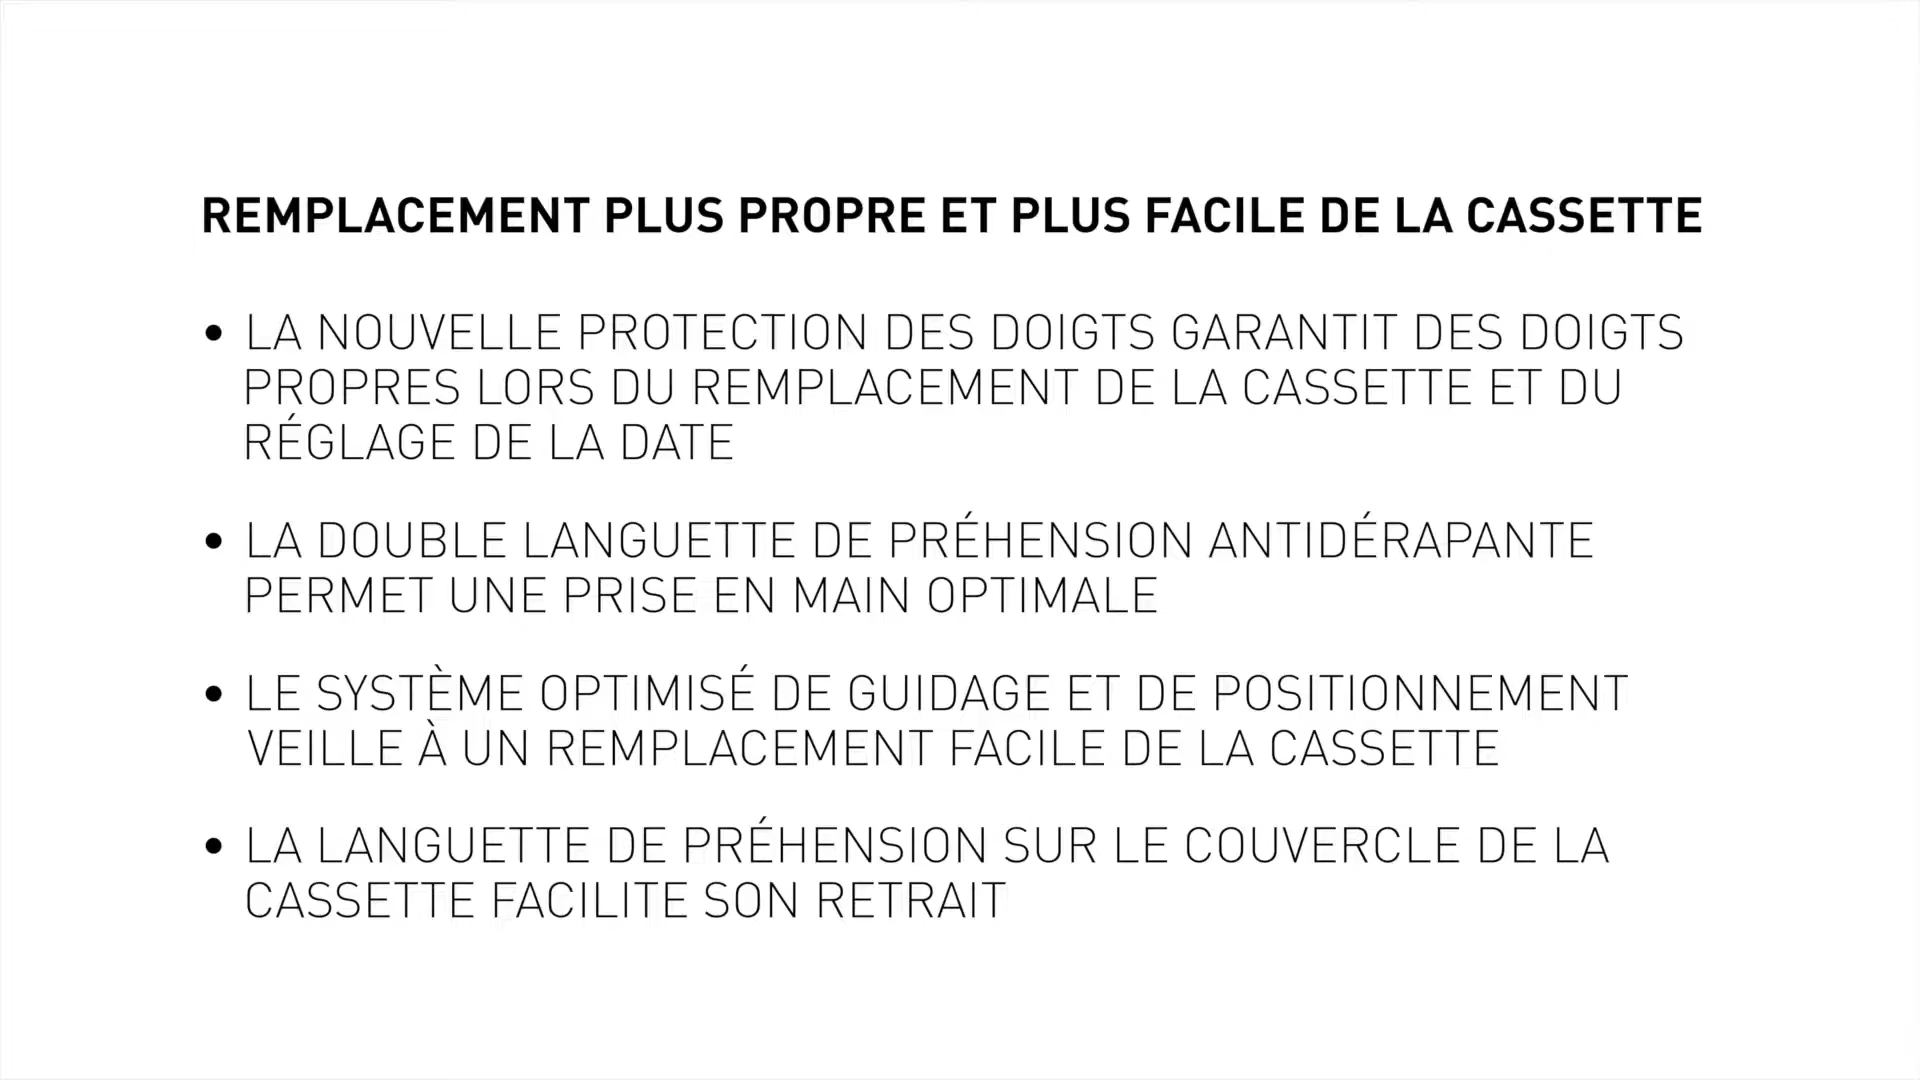 REMPLACEMENT PLUS PROPRE ET PLUS FACILE DE LA CASSETTE
• LA NOUVELLE PROTECTION DES DOIGTS GARANTIT DES DOIGTS
PROPRES LORS DU REMPLACEMENT DE LA CASSETTE ET DU
RÉGLAGE DE LA DATE
• LA DOUBLE LANGUETTE DE PRÉHENSION ANTIDÉRAPANTE
PERMET UNE PRISE EN MAIN OPTIMALE
• LE SYSTÈME OPTIMISÉ DE GUIDAGE ET DE POSITIONNEMENT
VEILLE À UN REMPLACEMENT FACILE DE LA CASSETTE
• LA LANGUETTE DE PRÉHENSION SUR LE COUVERCLE DE LA
CASSETTE FACILITE SON RETRAIT